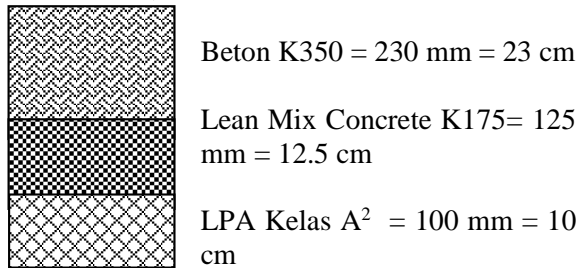 Beton K350 = 230 mm = 23 cm
Lean Mix Concrete K175= 125
mm = 12.5 cm
LPA Kelas A² = 100 mm = 10
cm